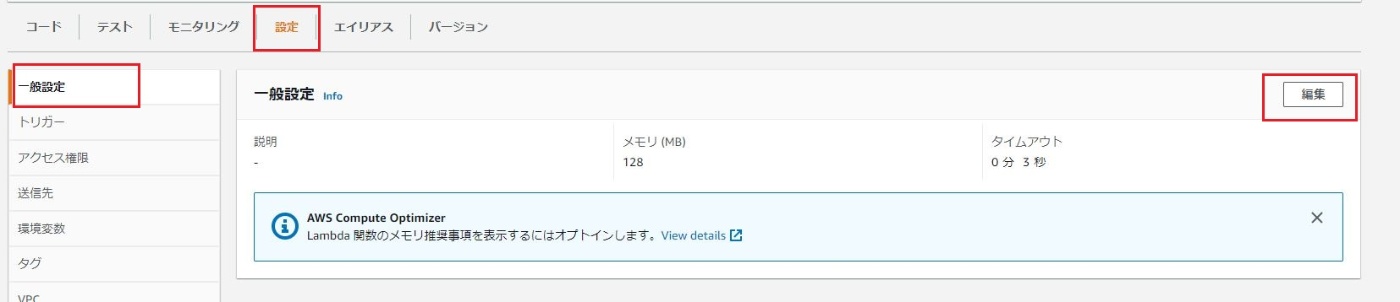 コード テスト モニタリング 設定 エイリアス バージョン
一般設定
トリガー
アクセス権限
送信先
環境変数
タグ
VPC
一般設定 Info 編集
説明 メモリ (MB) タイムアウト
- 128 0 分 3 秒
AWS Compute Optimizer
Lambda 関数のメモリ推奨事項を表示するにはオプトインします。View details